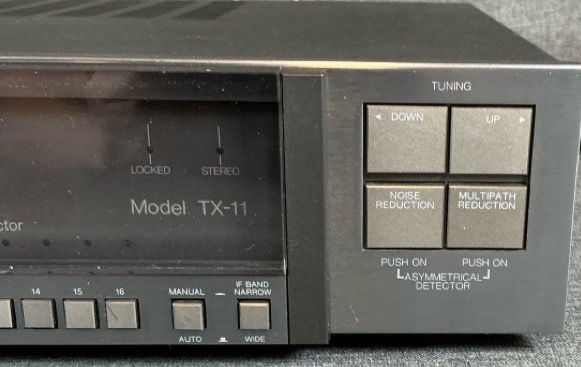 TUNING
◄ DOWN
UP ►
LOCKED
STEREO
NOISE
REDUCTION
MULTIPATH
REDUCTION
Model TX-11
ctor
PUSH ON
PUSH ON
ASYMMETRICAL
DETECTOR
14
15
16
MANUAL
IF BAND
NARROW
AUTO
WIDE